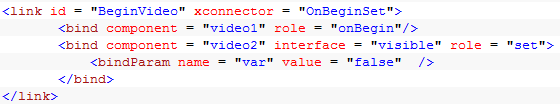 <link id = "BeginVideo" xconnector = "OnBeginSet">
<bind component = "video1" role = "onBegin"/>
<bind component = "video2" interface = "visible" role = "set">
<bindParam name = "var" value = "false" />
</bind>
</link>